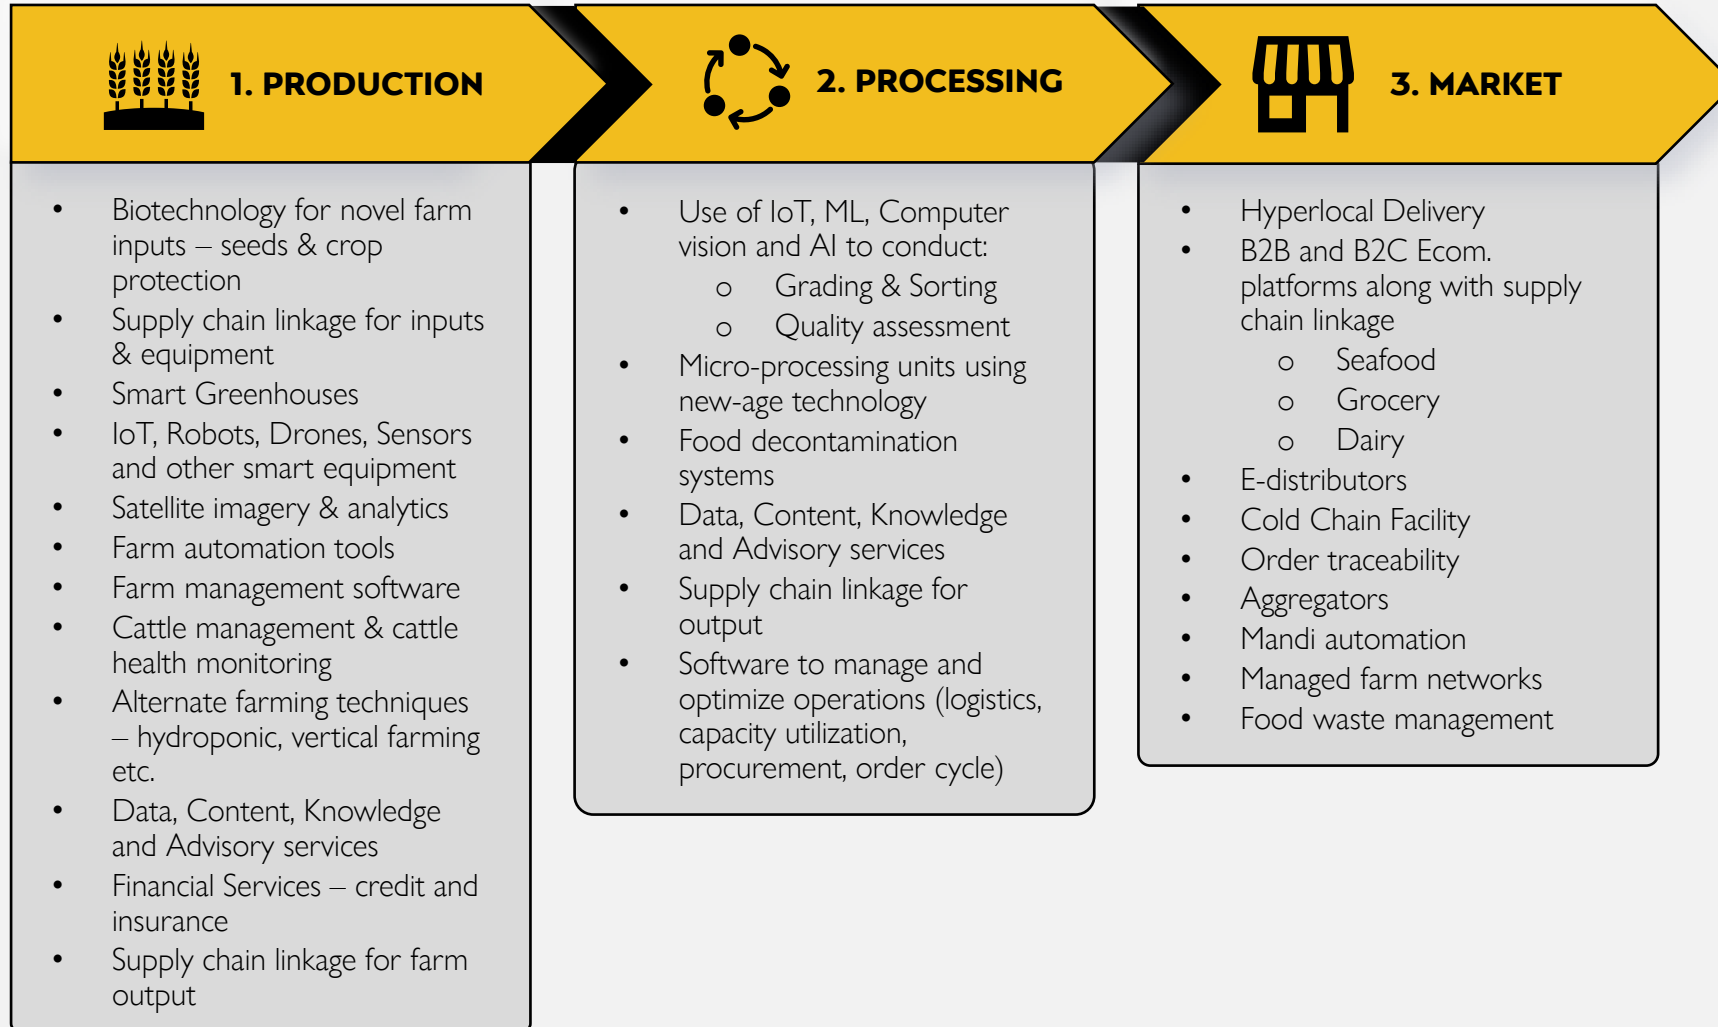 1. PRODUCTION
• Biotechnology for novel farm
inputs – seeds & crop
protection
• Supply chain linkage for inputs
& equipment
• Smart Greenhouses
• IoT, Robots, Drones, Sensors
and other smart equipment
• Satellite imagery & analytics
• Farm automation tools
• Farm management software
• Cattle management & cattle
health monitoring
• Alternate farming techniques
– hydroponic, vertical farming
etc.
• Data, Content, Knowledge
and Advisory services
• Financial Services – credit and
insurance
• Supply chain linkage for farm
output
2. PROCESSING
• Use of IoT, ML, Computer
vision and AI to conduct:
o Grading & Sorting
o Quality assessment
• Micro-processing units using
new-age technology
• Food decontamination
systems
• Data, Content, Knowledge
and Advisory services
• Supply chain linkage for
output
• Software to manage and
optimize operations (logistics,
capacity utilization,
procurement, order cycle)
3. MARKET
• Hyperlocal Delivery
• B2B and B2C Ecom.
platforms along with supply
chain linkage
o Seafood
o Grocery
o Dairy
• E-distributors
• Cold Chain Facility
• Order traceability
• Aggregators
• Mandi automation
• Managed farm networks
• Food waste management